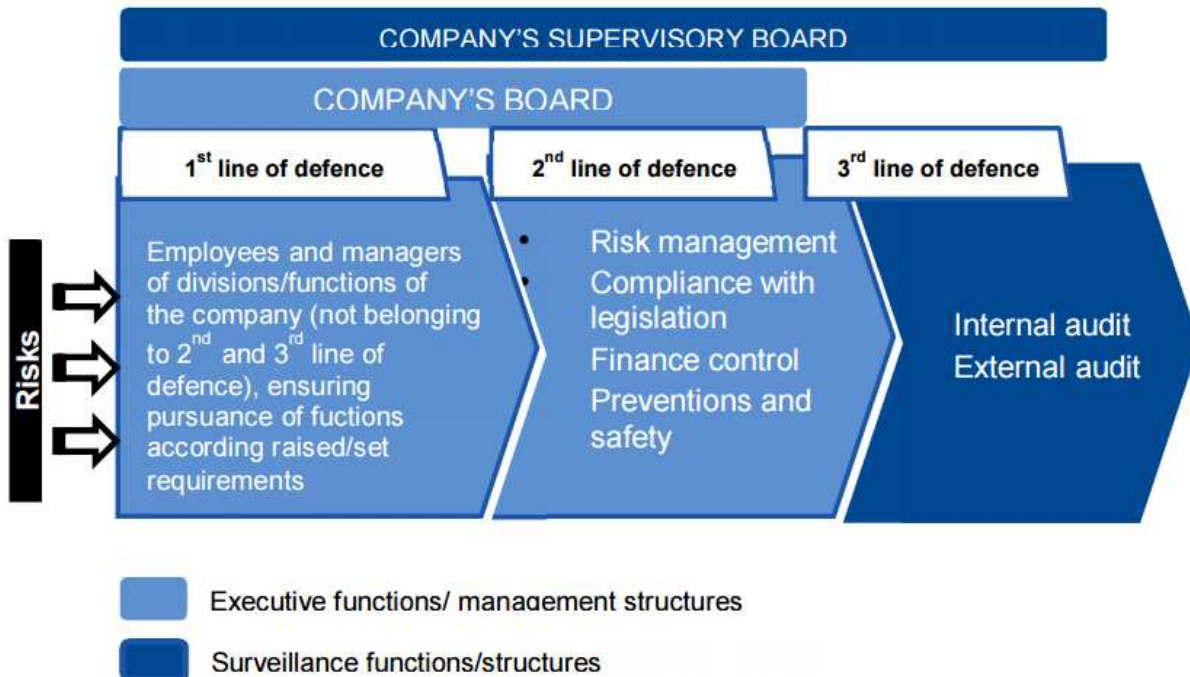 COMPANY'S SUPERVISORY BOARD
COMPANY'S BOARD
1st line of defence
2nd line of defence
3rd line of defence
Risks
Employees and managers
of divisions/functions of
the company (not belonging
to 2nd and 3rd line of
defence), ensuring
pursuance of fuctions
according raised/set
requirements
• Risk management
• Compliance with
legislation
Finance control
Preventions and
safety
Internal audit
External audit
Executive functions/ management structures
Surveillance functions/structures